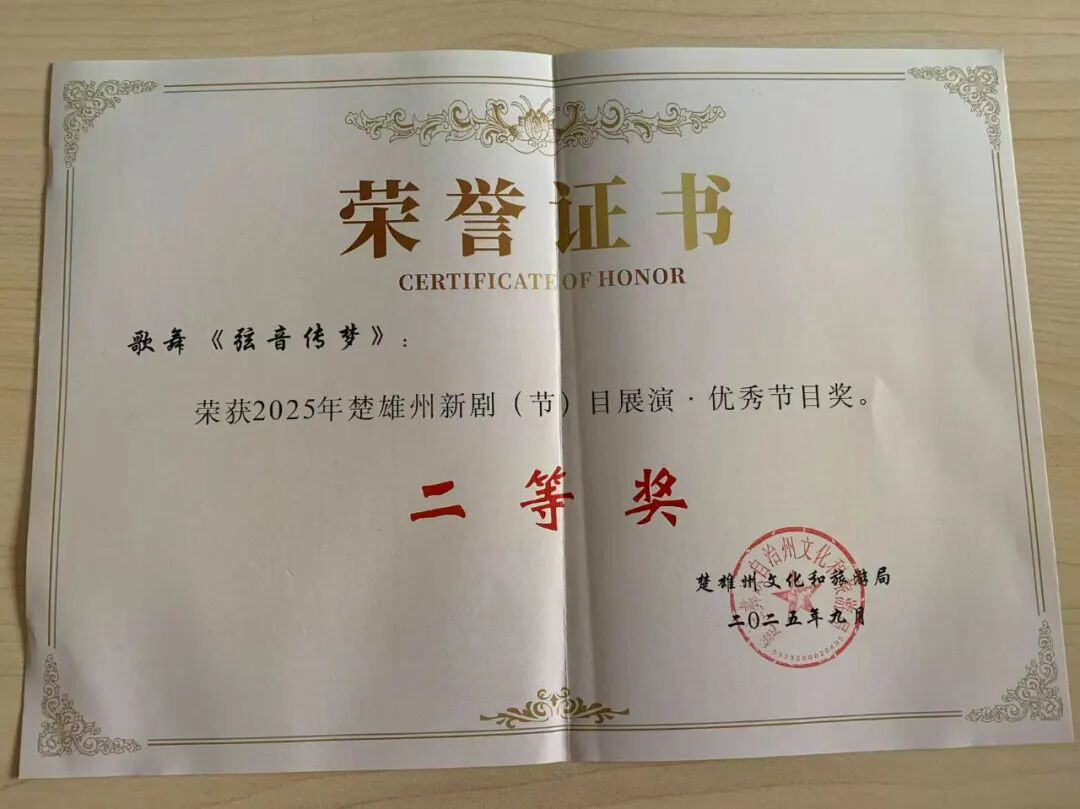 荣誉证书
CERTIFICATE OF HONOR
歌舞《弦音传梦》：
荣获2025年楚雄州新剧（节）目展演·优秀节目奖。
二等奖
楚雄州文化和旅游局
二〇二五年九月